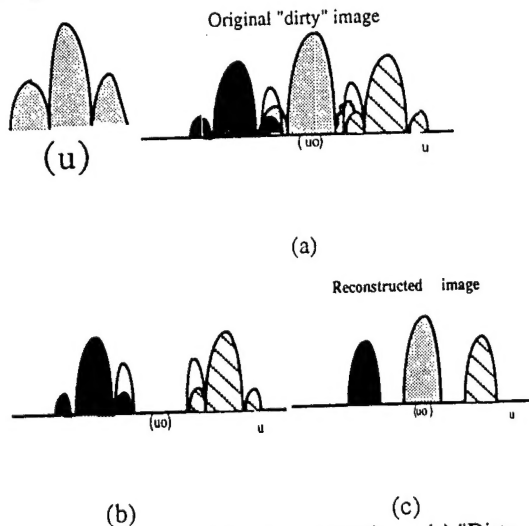 Original "dirty" image
(u)
(uo)
u
(a)
Reconstructed image
(uo)
u
(uo)
u
(b)
(c)